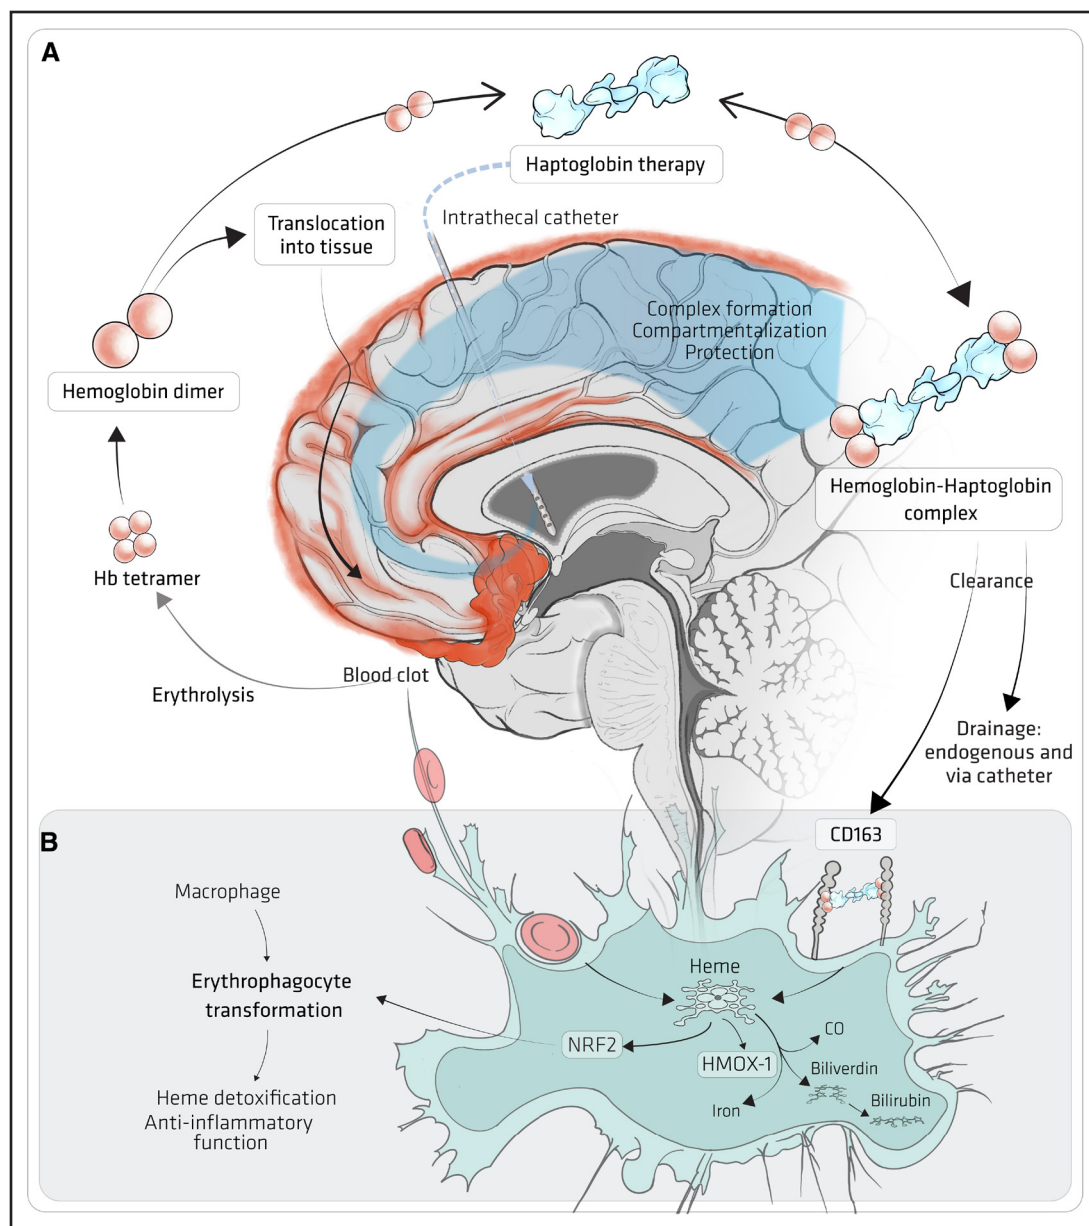 A
Haptoglobin therapy
Intrathecal catheter
Translocation
into tissue
Complex formation
Compartmentalization
Protection
Hemoglobin dimer
Hemoglobin-Haptoglobin
complex
Hb tetramer
Clearance
Blood clot
Erythrolysis
Drainage:
endogenous and
via catheter
B
CD163
Macrophage
Erythrophagocyte
transformation
Heme
NRF2
HMOX-1
CO
Biliverdin
Iron
Bilirubin
Heme detoxification
Anti-inflammatory
function